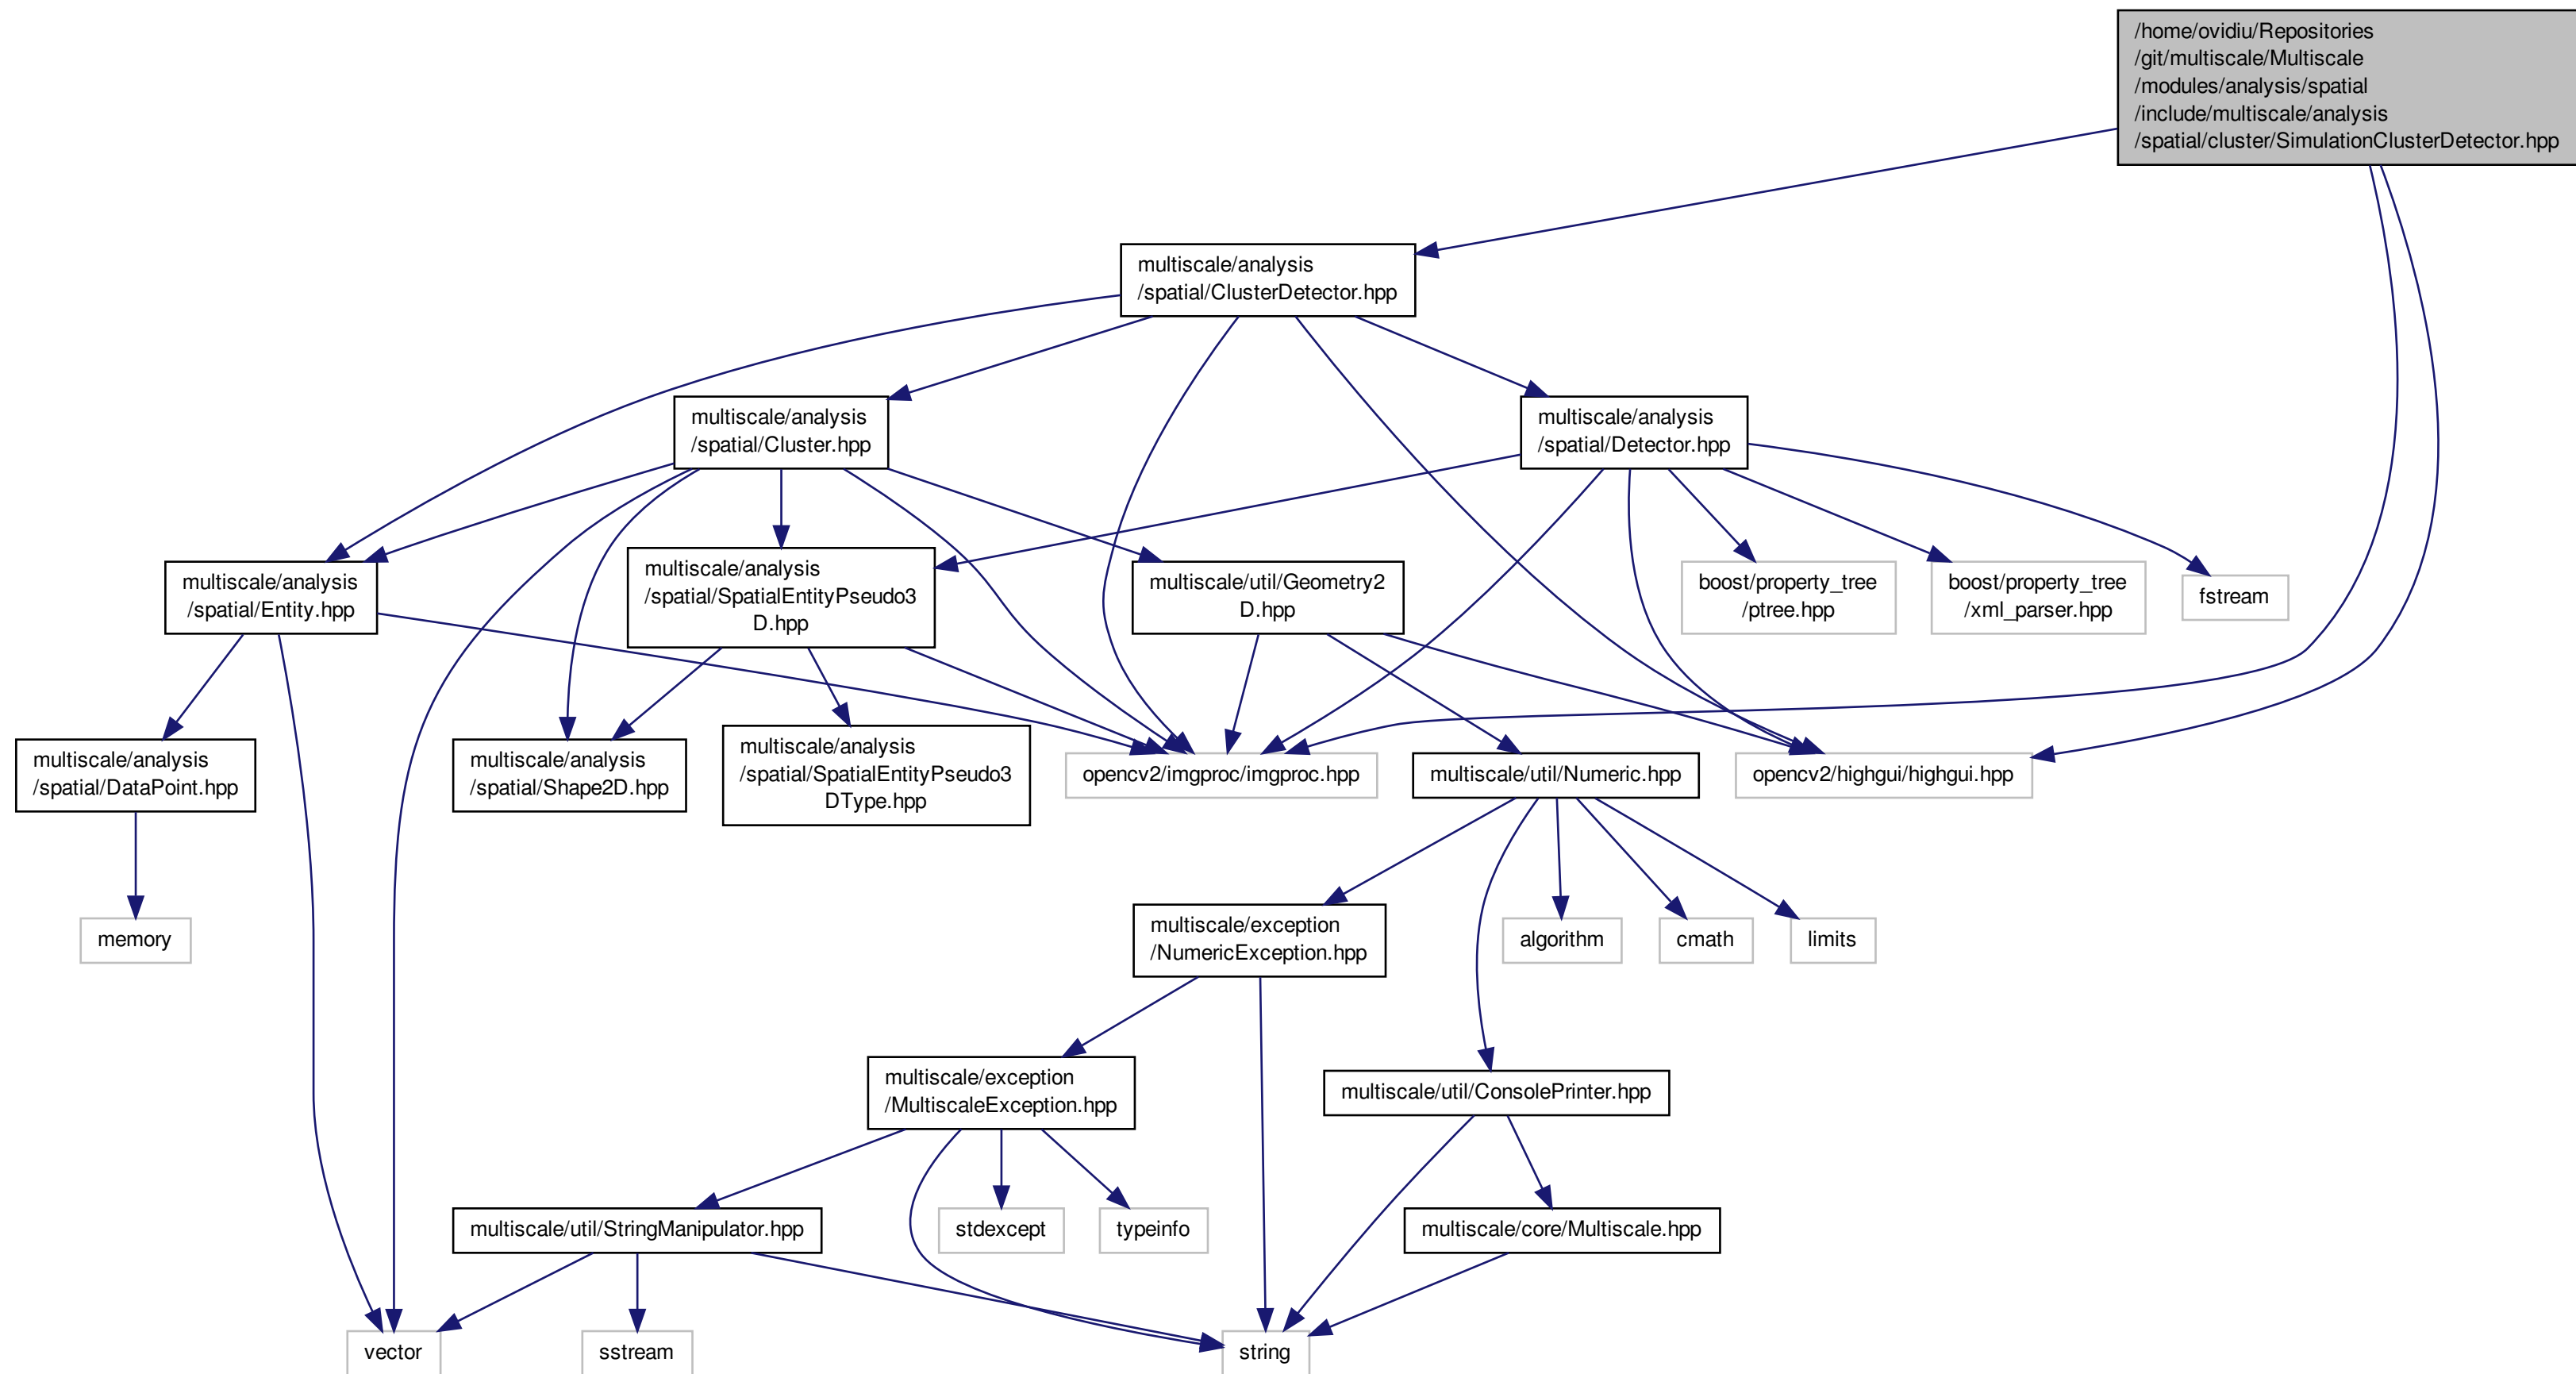 /home/ovidiu/Repositories
/git/multiscale/Multiscale
/modules/analysis/spatial
/include/multiscale/analysis
/spatial/cluster/SimulationClusterDetector.hpp
multiscale/analysis
/spatial/ClusterDetector.hpp
multiscale/analysis
/spatial/Cluster.hpp
multiscale/analysis
/spatial/Detector.hpp
multiscale/analysis
/spatial/Entity.hpp
multiscale/analysis
/spatial/SpatialEntityPseudo3
D.hpp
multiscale/util/Geometry2
D.hpp
boost/property_tree
/ptree.hpp
boost/property_tree
/xml_parser.hpp
fstream
multiscale/analysis
/spatial/DataPoint.hpp
multiscale/analysis
/spatial/Shape2D.hpp
multiscale/analysis
/spatial/SpatialEntityPseudo3
DType.hpp
opencv2/imgproc/imgproc.hpp
multiscale/util/Numeric.hpp
opencv2/highgui/highgui.hpp
memory
multiscale/exception
/NumericException.hpp
algorithm
cmath
limits
multiscale/exception
/MultiscaleException.hpp
multiscale/util/ConsolePrinter.hpp
multiscale/util/StringManipulator.hpp
stdexcept
typeinfo
multiscale/core/Multiscale.hpp
vector
sstream
string